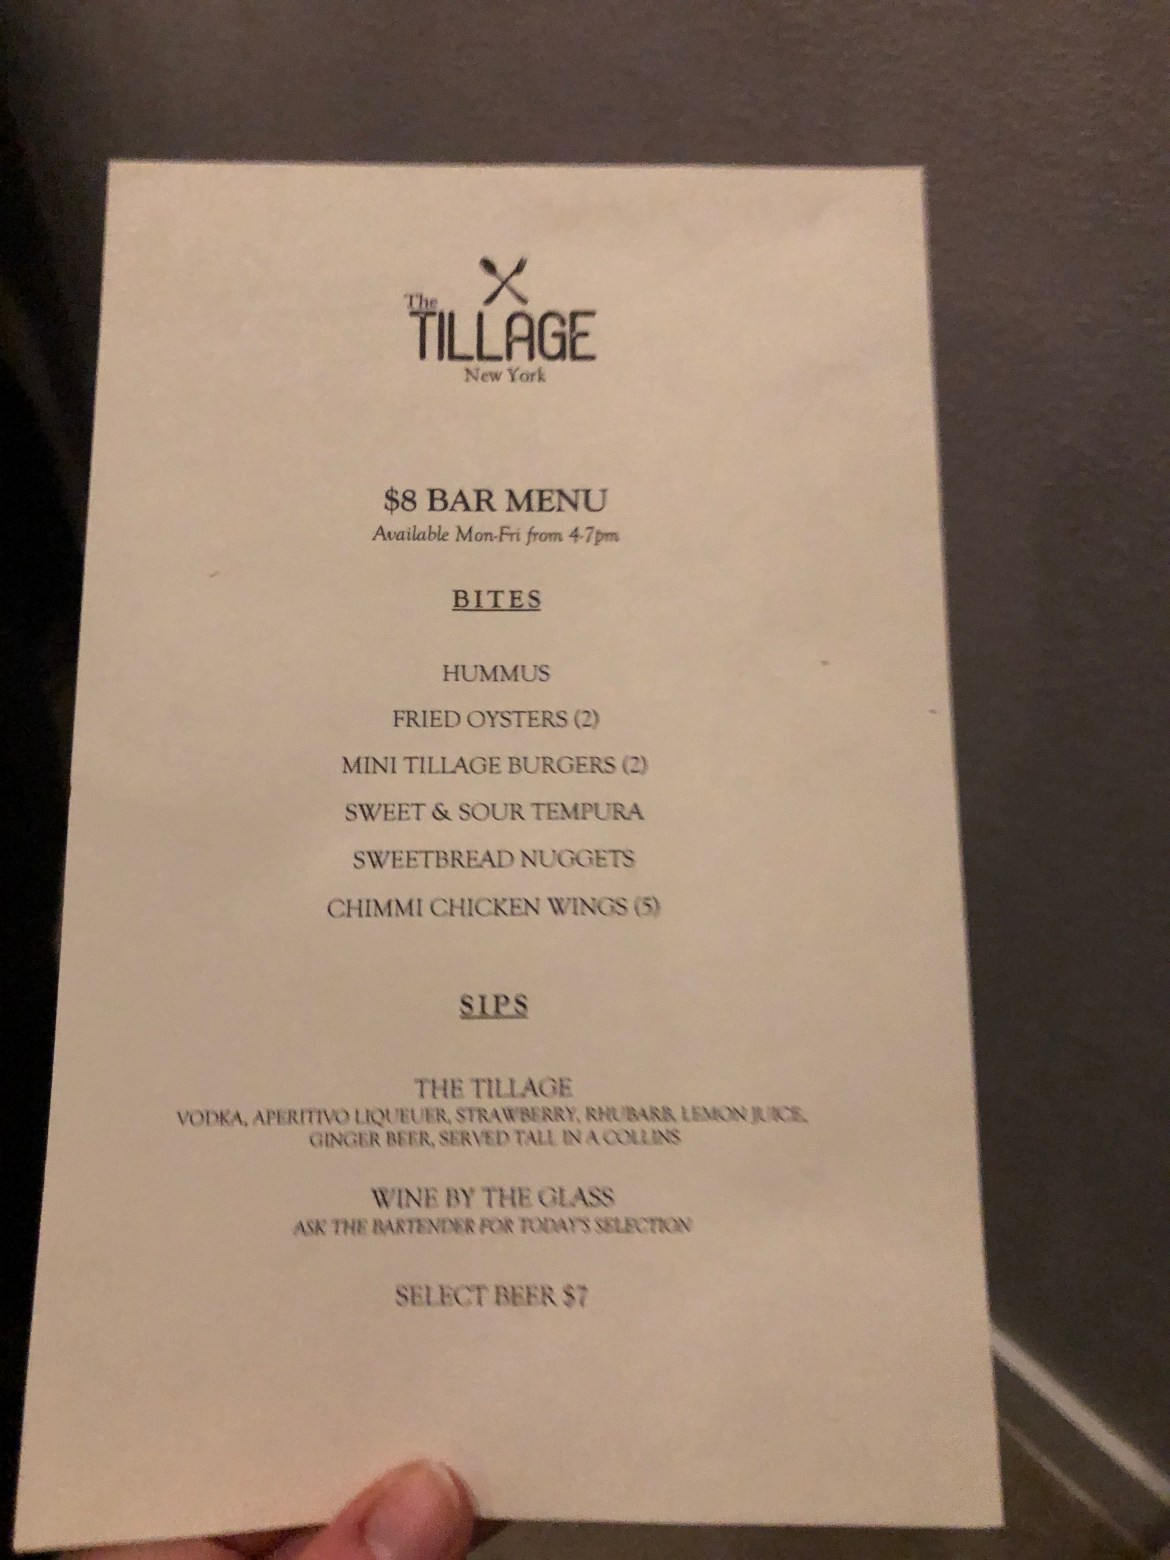 The
TILLAGE
New York
$8 BAR MENU
Available Mon-Fri from 4-7pm
BITES
HUMMUS
FRIED OYSTERS (2)
MINI TILLAGE BURGERS (2)
SWEET & SOUR TEMPURA
SWEETBREAD NUGGETS
CHIMMI CHICKEN WINGS (5)
SIPS
THE TILLAGE
VODKA, APERITIVO LIQUEUER, STRAWBERRY, RHUBARB, LEMON JUICE,
GINGER BEER, SERVED TALL IN A COLLINS
WINE BY THE GLASS
ASK THE BARTENDER FOR TODAY'S SELECTION
SELECT BEER $7